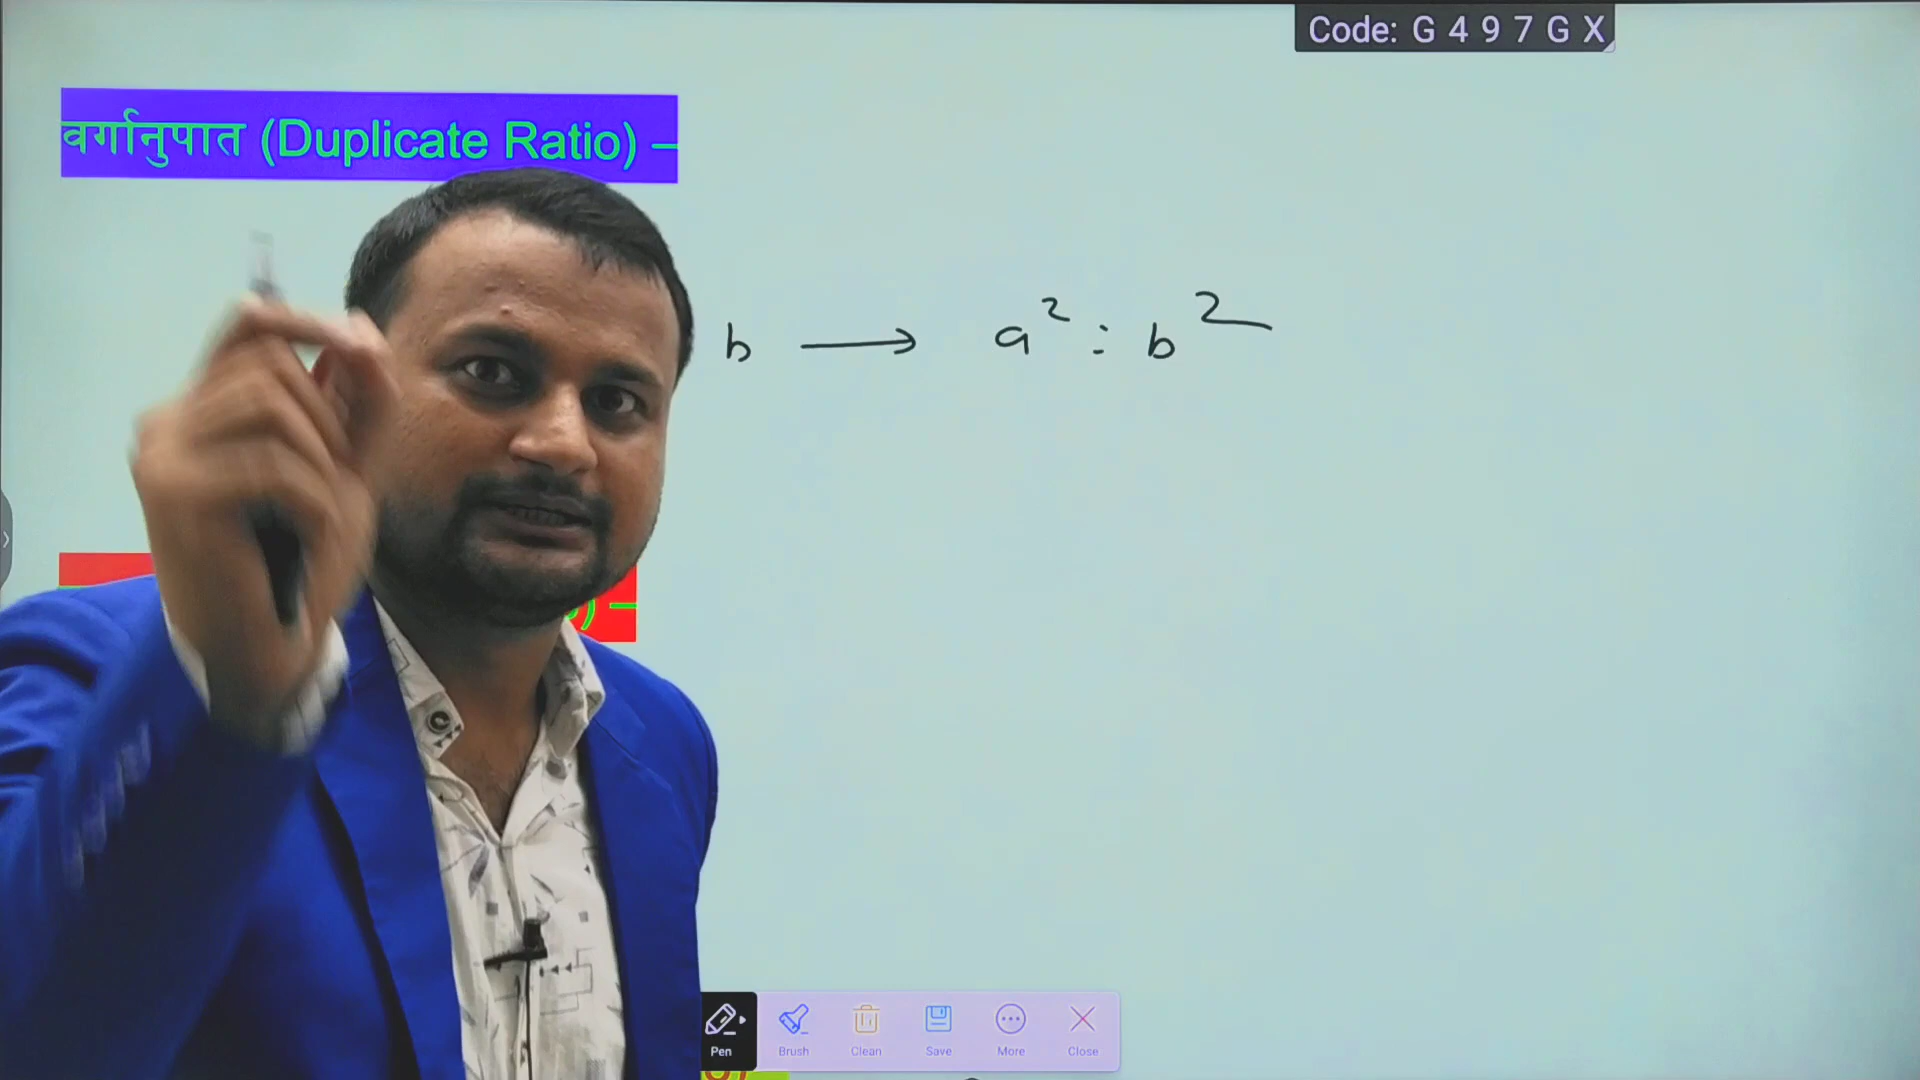 Code: G 4 9 7 G X
वर्गानुपात (Duplicate Ratio) –
b → a² : b²
) –
Pen Brush Clean Save More Close